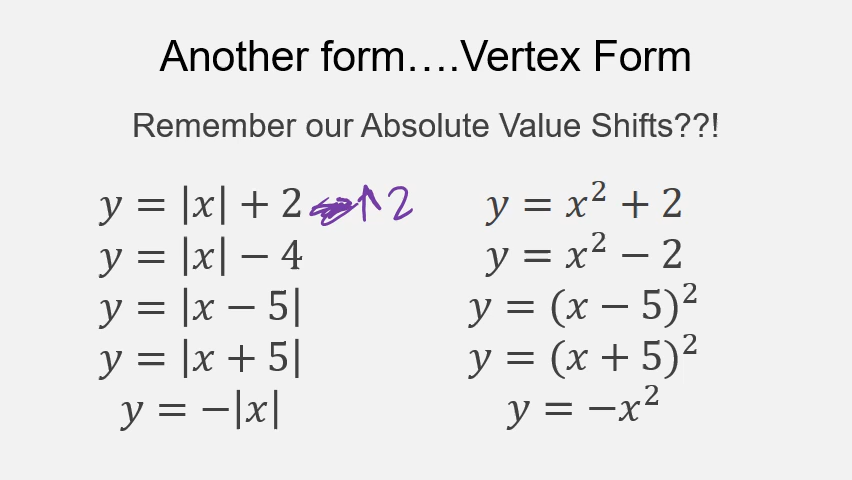 Another form….Vertex Form
Remember our Absolute Value Shifts??!
y = |x| + 2 ↑2
y = |x| − 4
y = |x − 5|
y = |x + 5|
y = −|x|
y = x² + 2
y = x² − 2
y = (x − 5)²
y = (x + 5)²
y = −x²